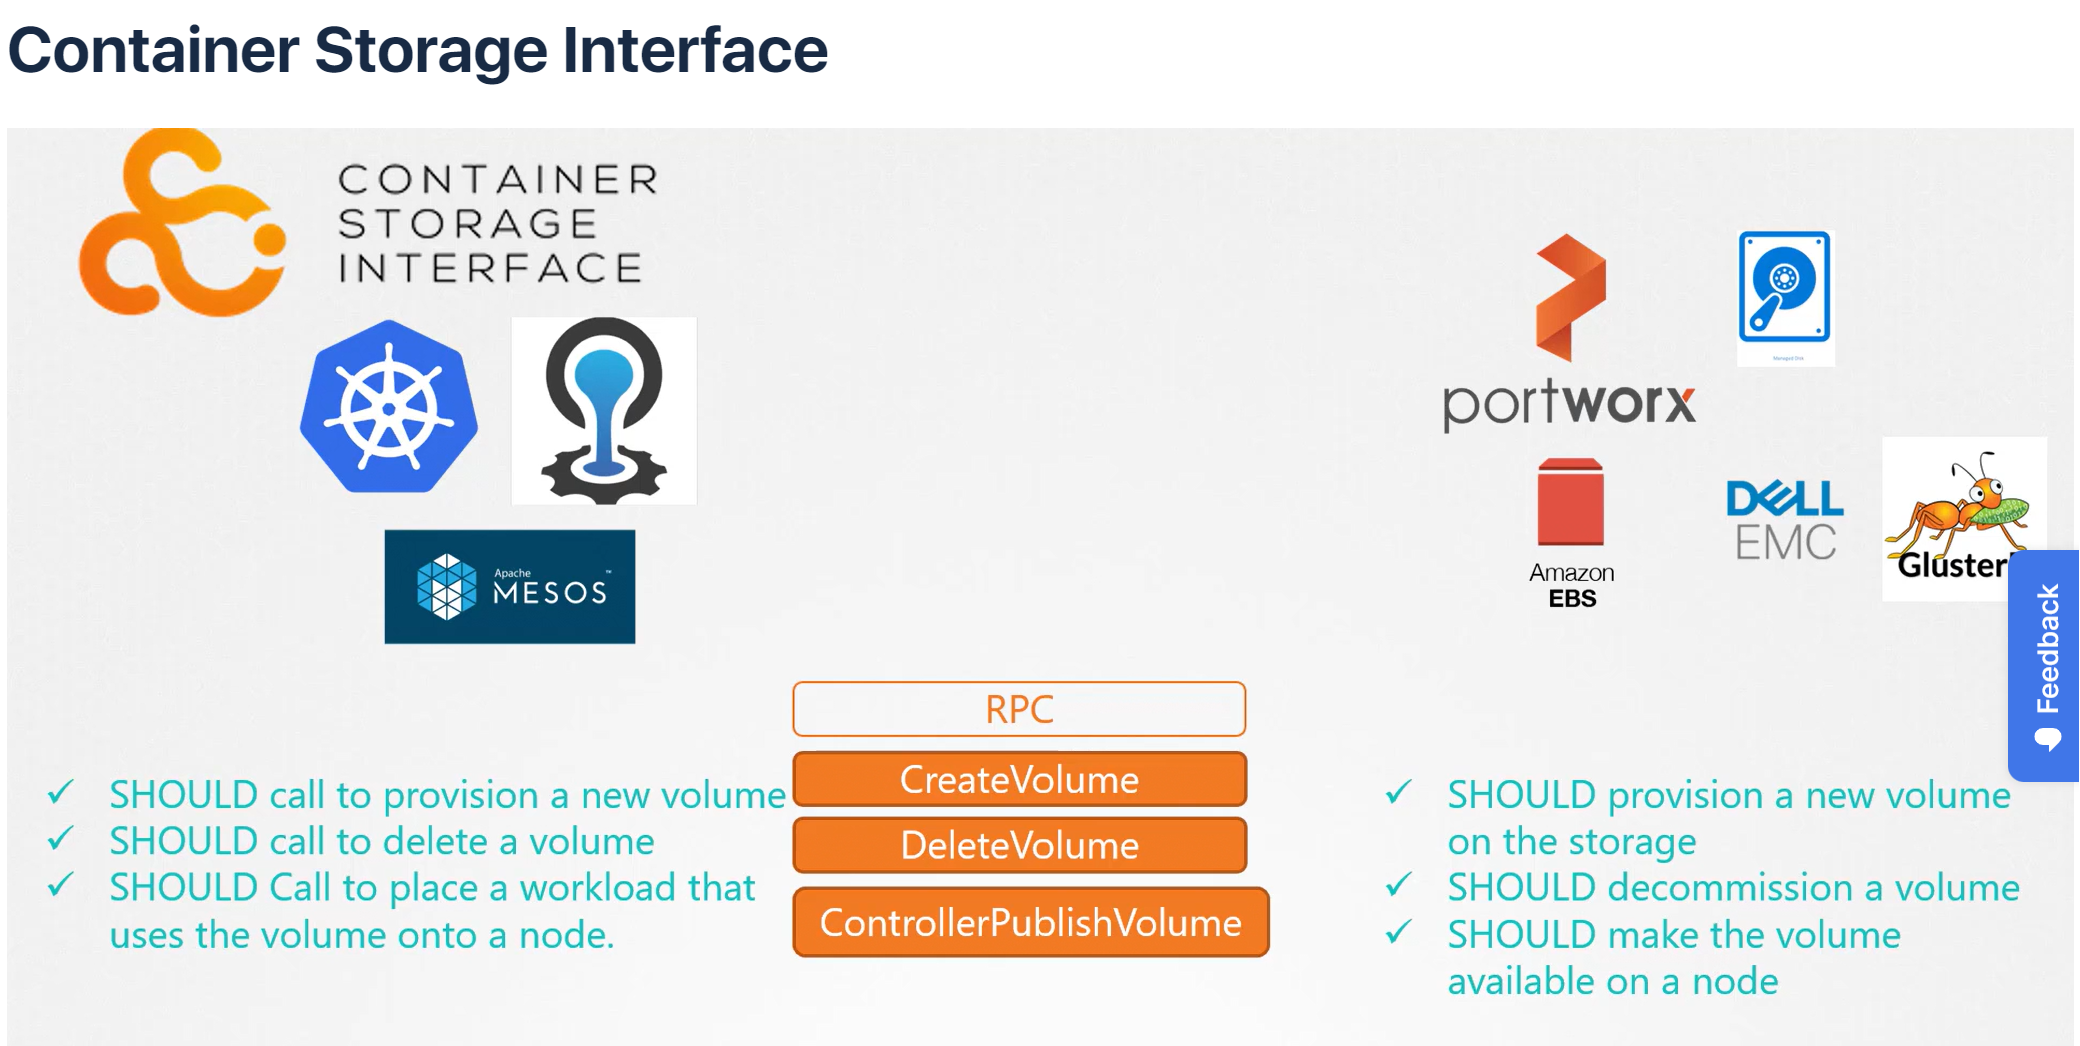 Container Storage Interface
CONTAINER
STORAGE
INTERFACE
Apache
MESOS™
portworx
Managed Disk
Amazon
EBS
DELL
EMC
Gluster
Feedback
RPC
CreateVolume
DeleteVolume
ControllerPublishVolume
✓ SHOULD call to provision a new volume
✓ SHOULD call to delete a volume
✓ SHOULD Call to place a workload that
uses the volume onto a node.
✓ SHOULD provision a new volume
on the storage
✓ SHOULD decommission a volume
✓ SHOULD make the volume
available on a node